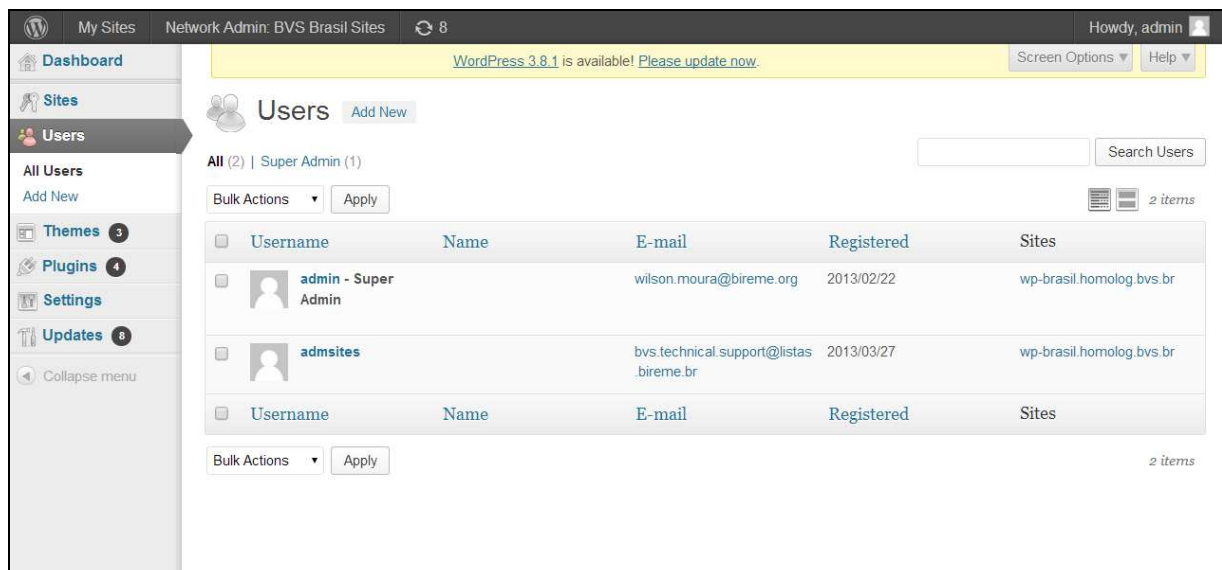 My Sites Network Admin: BVS Brasil Sites 8 Howdy, admin
WordPress 3.8.1 is available! Please update now.
Screen Options Help
Dashboard
Sites
Users
All Users
Add New
Themes 3
Plugins 4
Settings
Updates 8
Collapse menu
Users Add New
All (2) | Super Admin (1)
Search Users
Bulk Actions Apply
2 items
Username Name E-mail Registered Sites
admin - Super
Admin
wilson.moura@bireme.org 2013/02/22 wp-brasil.homolog.bvs.br
admsites
bvs.technical.support@listas
.bireme.br
2013/03/27 wp-brasil.homolog.bvs.br
Username Name E-mail Registered Sites
Bulk Actions Apply
2 items